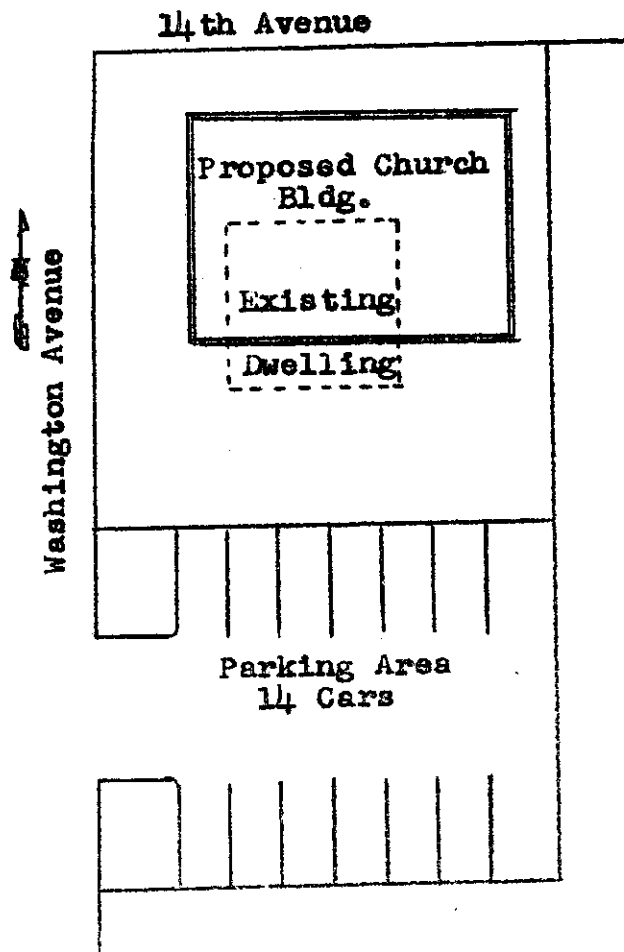 14th Avenue
Proposed Church
Bldg.
Existing
Dwelling
Washington Avenue
Parking Area
14 Cars